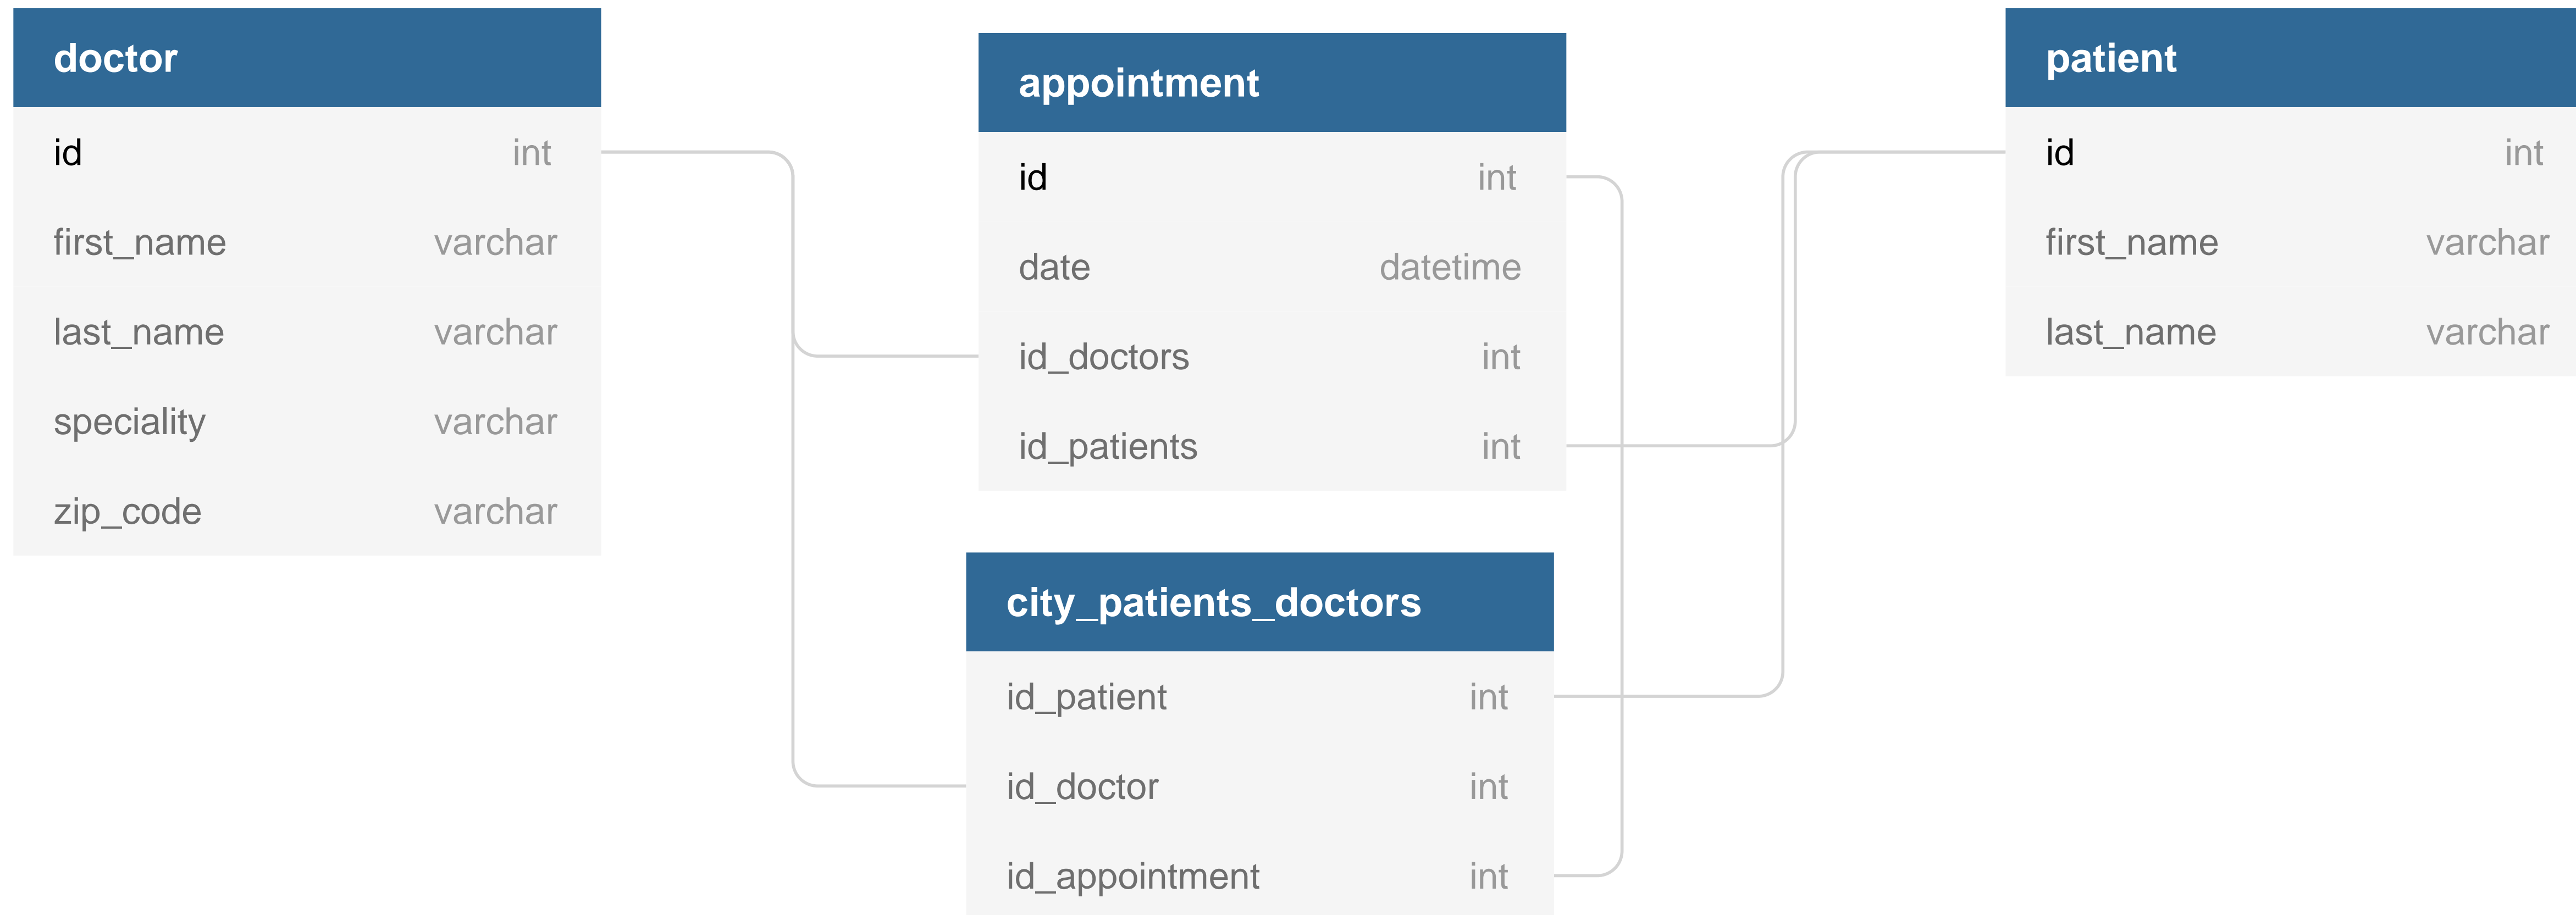 doctor
id int
first_name varchar
last_name varchar
speciality varchar
zip_code varchar
appointment
id int
date datetime
id_doctors int
id_patients int
city_patients_doctors
id_patient int
id_doctor int
id_appointment int
patient
id int
first_name varchar
last_name varchar